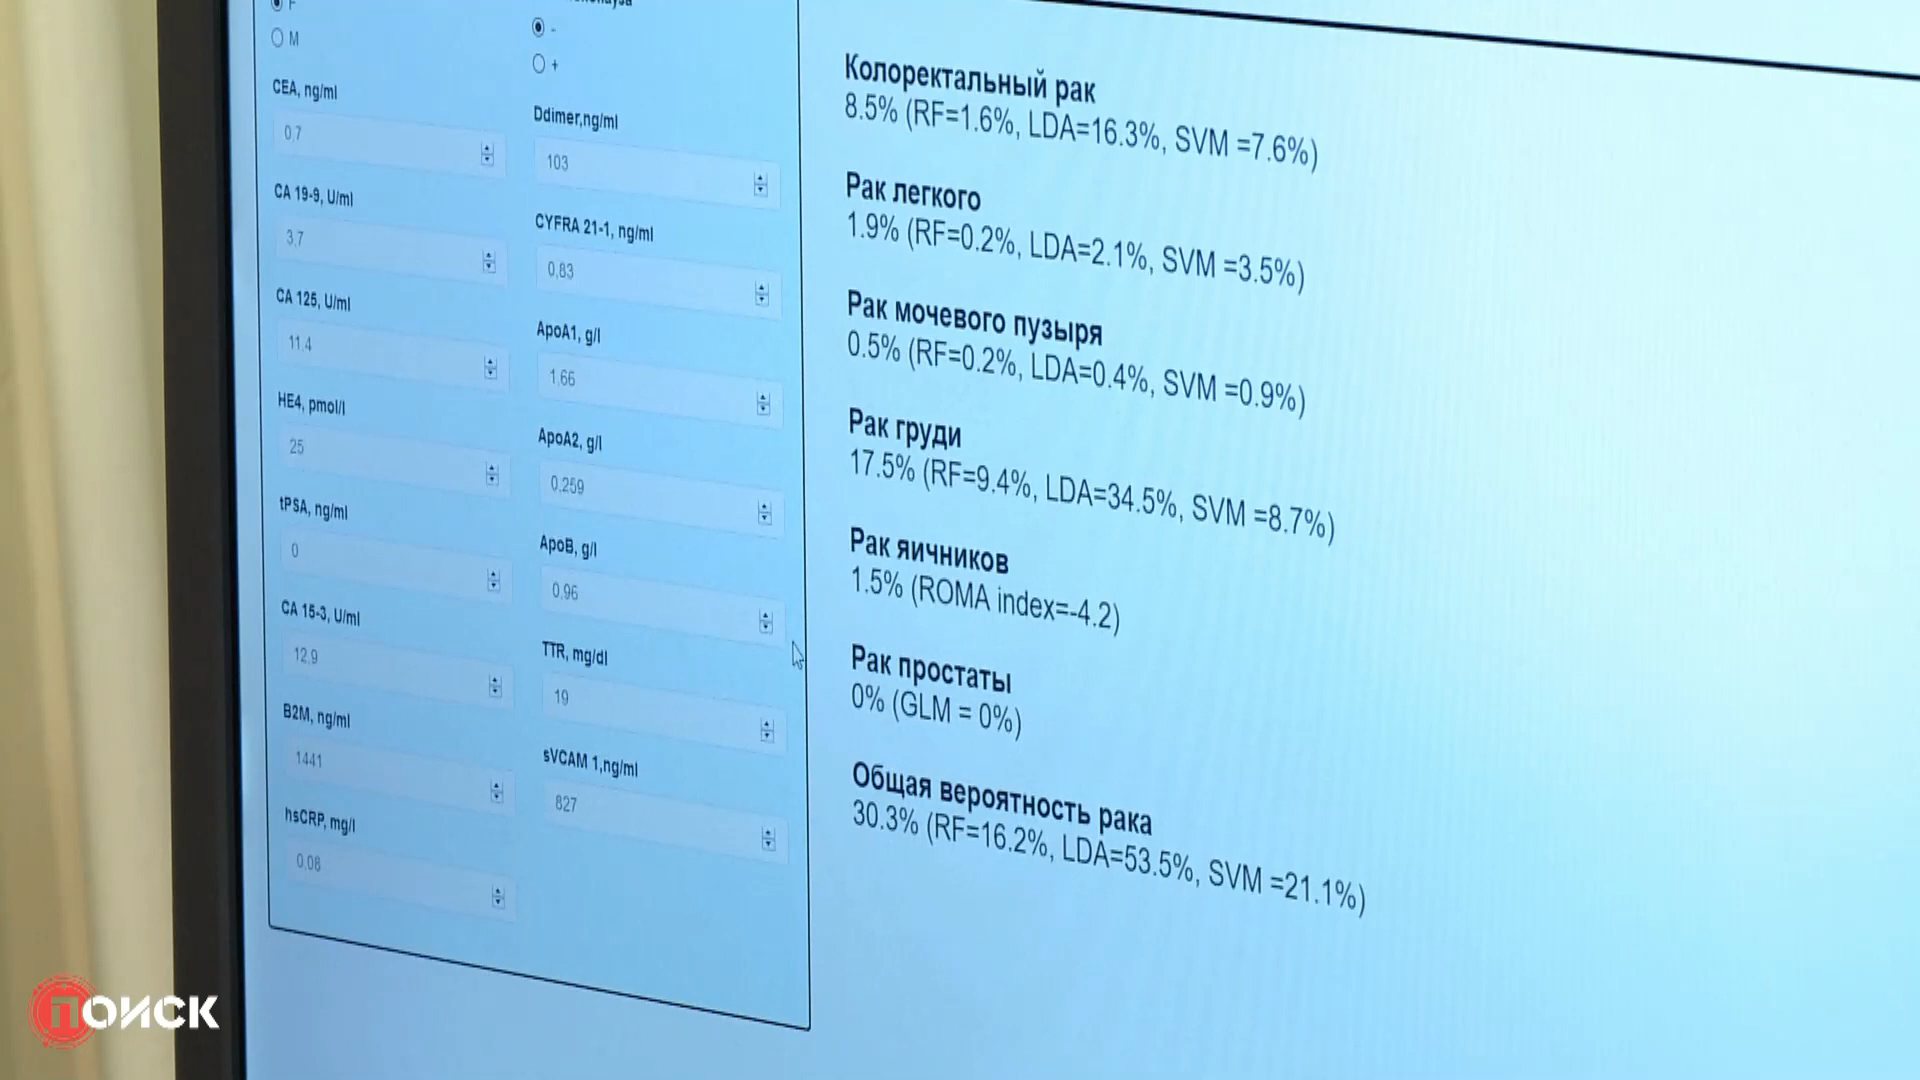 F
M
CEA, ng/ml
0,7
CA 19-9, U/ml
3,7
CA 125, U/ml
11,4
HE4, pmol/l
25
tPSA, ng/ml
0
CA 15-3, U/ml
12,9
B2M, ng/ml
1441
hsCRP, mg/l
0,08
-
+
Ddimer,ng/ml
103
CYFRA 21-1, ng/ml
0,83
ApoA1, g/l
1,66
ApoA2, g/l
0,259
ApoB, g/l
0,96
TTR, mg/dl
19
sVCAM 1,ng/ml
827
Колоректальный рак
8.5% (RF=1.6%, LDA=16.3%, SVM =7.6%)
Рак легкого
1.9% (RF=0.2%, LDA=2.1%, SVM =3.5%)
Рак мочевого пузыря
0.5% (RF=0.2%, LDA=0.4%, SVM =0.9%)
Рак груди
17.5% (RF=9.4%, LDA=34.5%, SVM =8.7%)
Рак яичников
1.5% (ROMA index=-4.2)
Рак простаты
0% (GLM = 0%)
Общая вероятность рака
30.3% (RF=16.2%, LDA=53.5%, SVM =21.1%)
ПОИСК